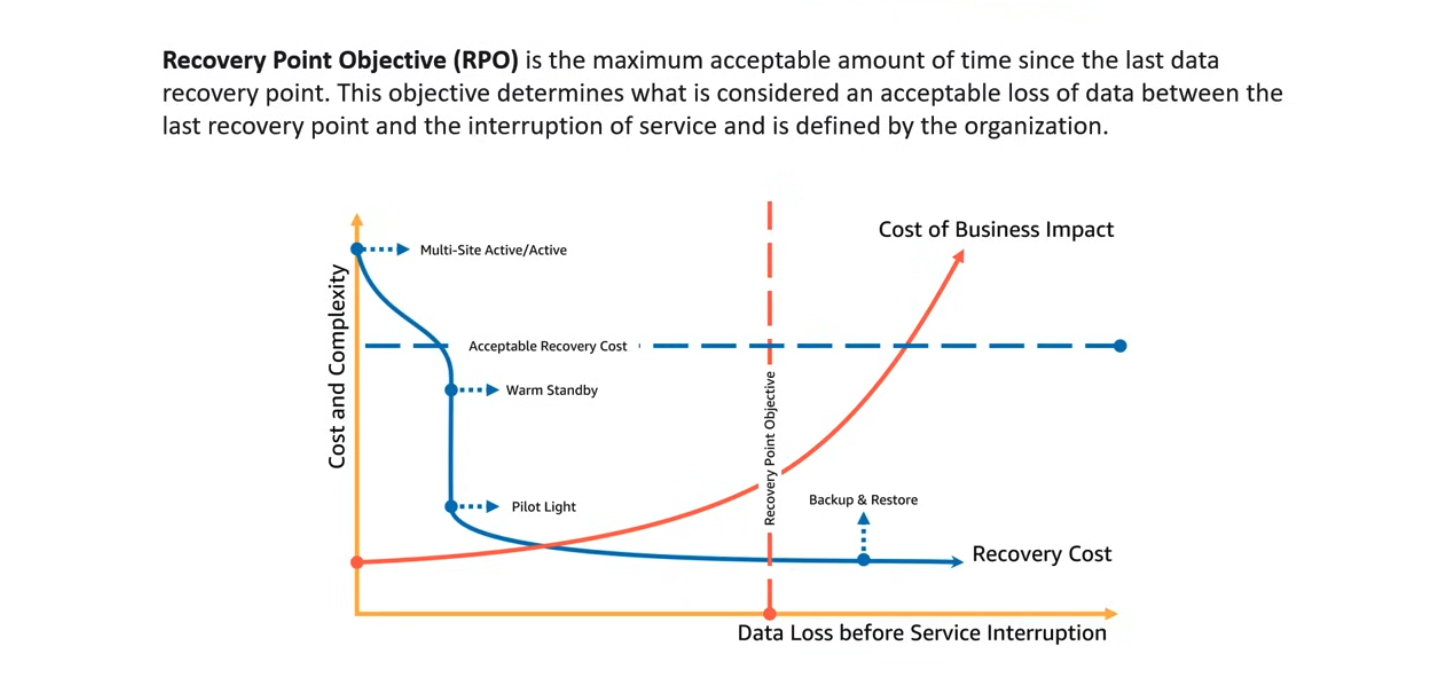 Recovery Point Objective (RPO) is the maximum acceptable amount of time since the last data
recovery point. This objective determines what is considered an acceptable loss of data between the
last recovery point and the interruption of service and is defined by the organization.
Cost of Business Impact
Multi-Site Active/Active
Cost and Complexity
Acceptable Recovery Cost
Warm Standby
Recovery Point Objective
Pilot Light
Backup & Restore
Recovery Cost
Data Loss before Service Interruption